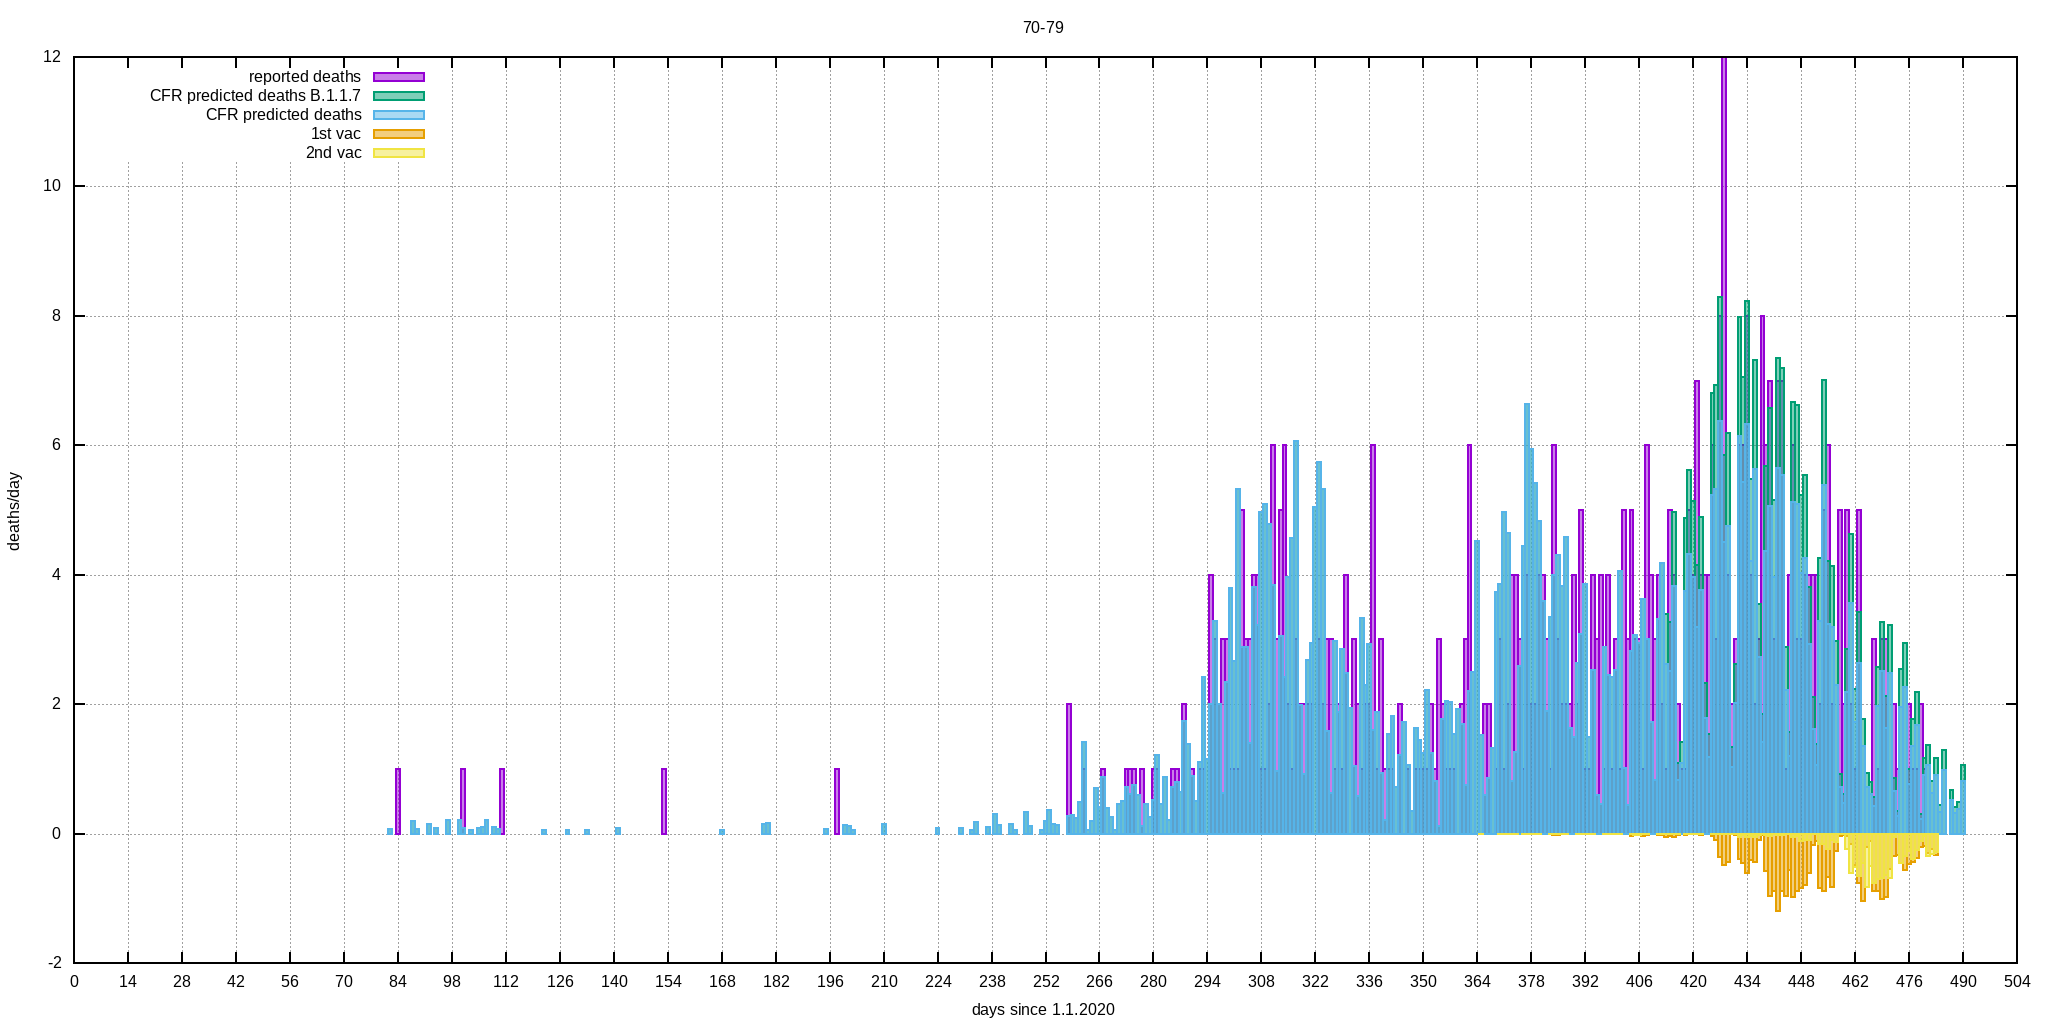 70-79
reported deaths
CFR predicted deaths B.1.1.7
CFR predicted deaths
1st vac
2nd vac
12
10
8
6
4
2
0
-2
deaths/day
0 14 28 42 56 70 84 98 112 126 140 154 168 182 196 210 224 238 252 266 280 294 308 322 336 350 364 378 392 406 420 434 448 462 476 490 504
days since 1.1.2020